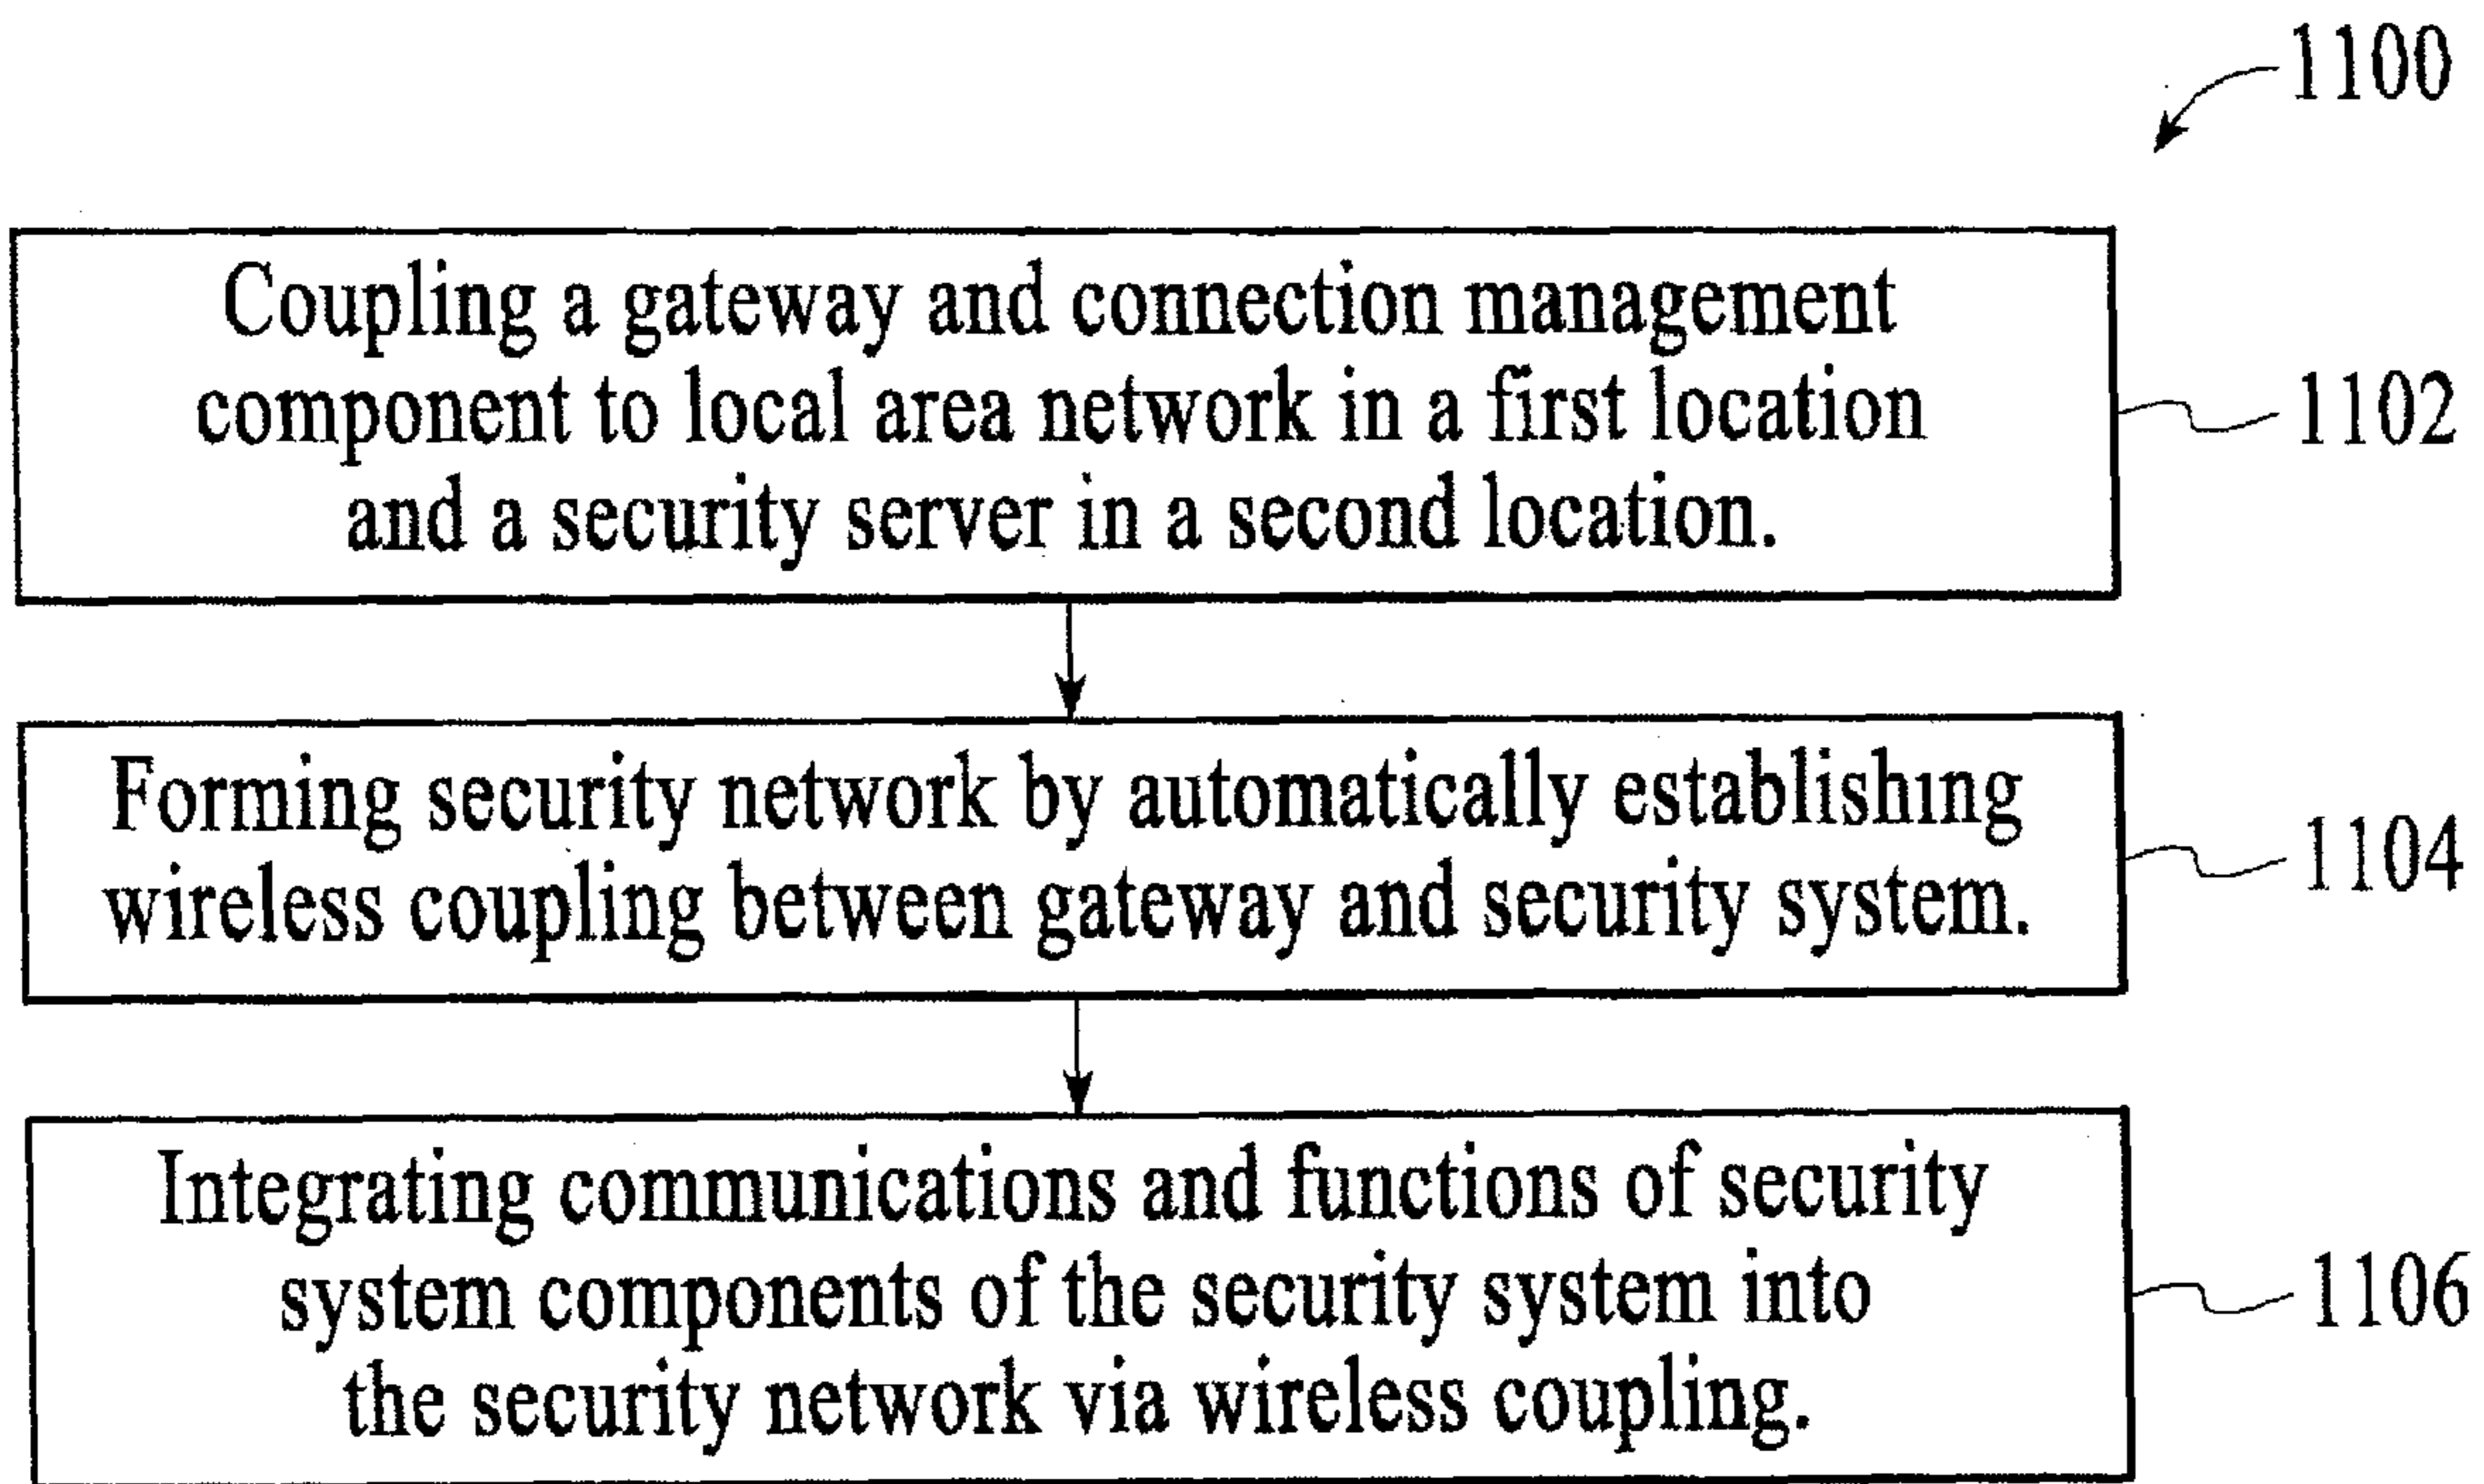 1100
Coupling a gateway and connection management
component to local area network in a first location
and a security server in a second location.
1102
Forming security network by automatically establishing
wireless coupling between gateway and security system.
1104
Integrating communications and functions of security
system components of the security system into
the security network via wireless coupling.
1106